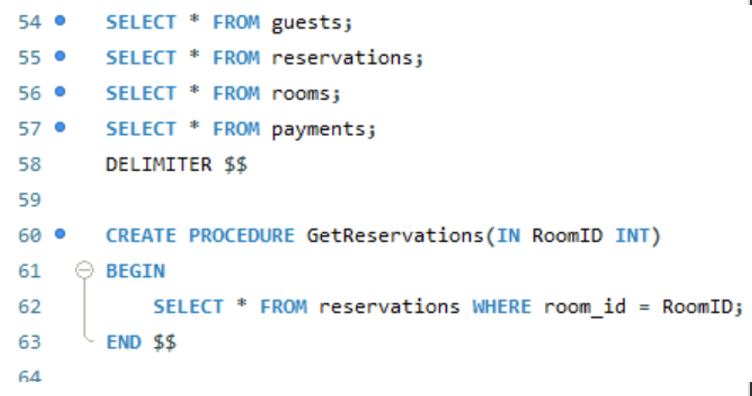 54 SELECT * FROM guests;
55 SELECT * FROM reservations;
56 SELECT * FROM rooms;
57 SELECT * FROM payments;
58 DELIMITER $$
59
60 CREATE PROCEDURE GetReservations(IN RoomID INT)
61 BEGIN
62 SELECT * FROM reservations WHERE room_id = RoomID;
63 END $$
64